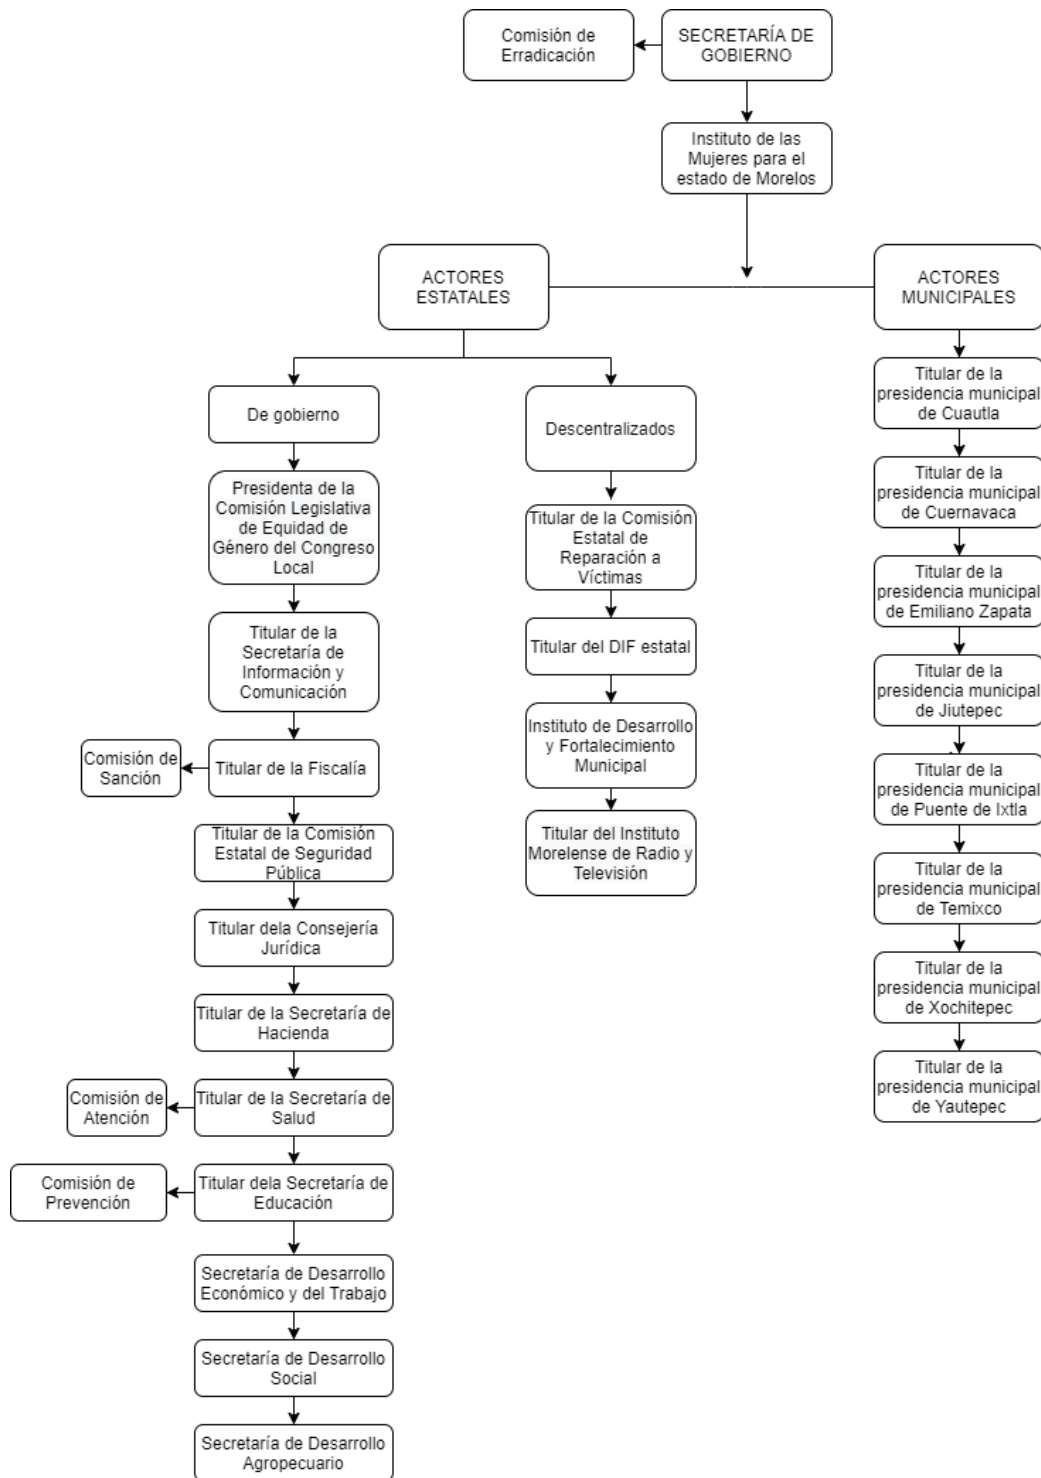 Comisión de
Erradicación
SECRETARÍA DE
GOBIERNO
Instituto de las
Mujeres para el
estado de Morelos
ACTORES
ESTATALES
ACTORES
MUNICIPALES
De gobierno
Presidenta de la
Comisión Legislativa
de Equidad de
Género del Congreso
Local
Titular de la
Secretaría de
Información y
Comunicación
Comisión de
Sanción
Titular de la Fiscalía
Titular de la Comisión
Estatal de Seguridad
Pública
Titular dela Consejería
Jurídica
Titular de la Secretaría de
Hacienda
Comisión de
Atención
Titular de la Secretaría de
Salud
Comisión de
Prevención
Titular dela Secretaría de
Educación
Secretaría de Desarrollo
Económico y del Trabajo
Secretaría de Desarrollo
Social
Secretaría de Desarrollo
Agropecuario
Descentralizados
Titular de la Comisión
Estatal de
Reparación a
Víctimas
Titular del DIF estatal
Instituto de Desarrollo
y Fortalecimiento
Municipal
Titular del Instituto
Morelense de Radio y
Televisión
Titular de la
presidencia municipal
de Cuautla
Titular de la
presidencia municipal
de Cuernavaca
Titular de la
presidencia municipal
de Emiliano Zapata
Titular de la
presidencia municipal
de Jiutepec
Titular de la
presidencia municipal
de Puente de Ixtla
Titular de la
presidencia municipal
de Temixco
Titular de la
presidencia municipal
de Xochitepec
Titular de la
presidencia municipal
de Yautepec